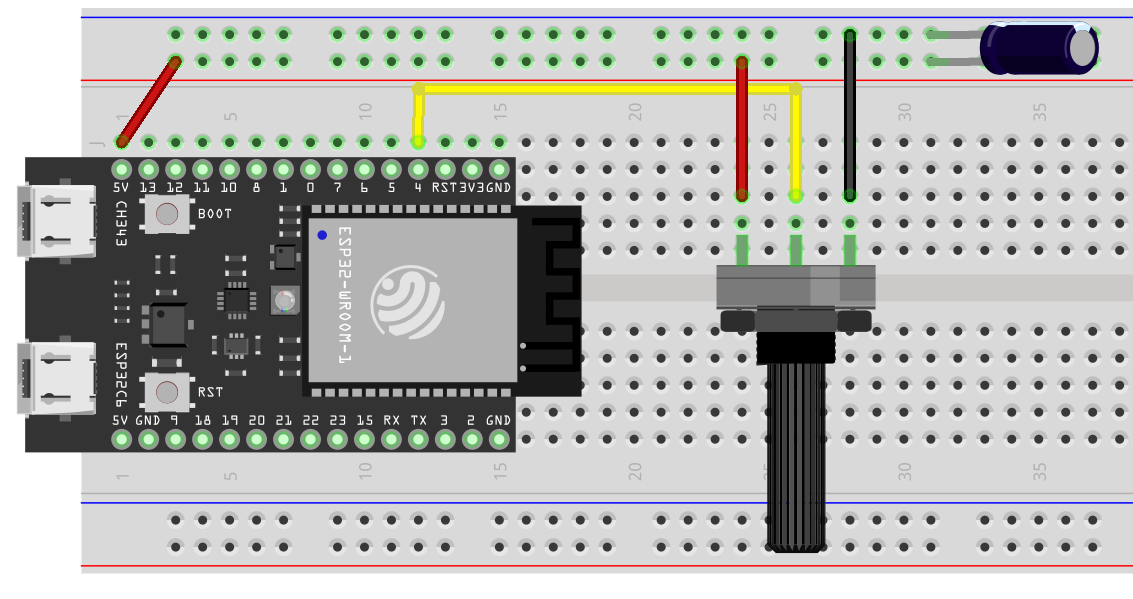 1 5 10 15 20 25 30 35
J
5V 13 12 11 10 8 1 0 7 6 5 4 RST 3V3 GND
CH343
BOOT
ESP32-WROOM-1
ESP32C6
RST
5V GND 9 18 19 20 21 22 23 15 RX TX 3 2 GND
1 5 10 15 20 30 35